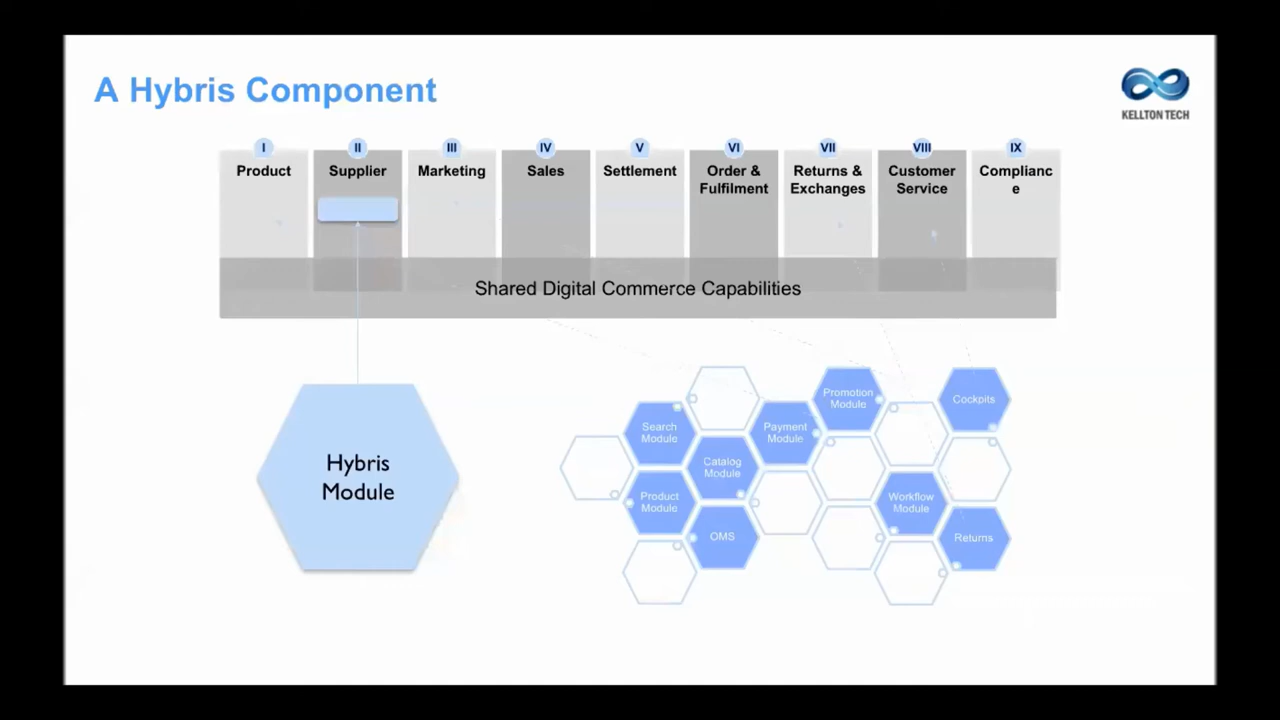 A Hybris Component
KELLTON TECH
I
II
III
IV
V
VI
VII
VIII
IX
Product
Supplier
Marketing
Sales
Settlement
Order &
Fulfilment
Returns &
Exchanges
Customer
Service
Complianc
e
Shared Digital Commerce Capabilities
Hybris
Module
Search
Module
Product
Module
Catalog
Module
OMS
Payment
Module
Promotion
Module
Workflow
Module
Cockpits
Returns